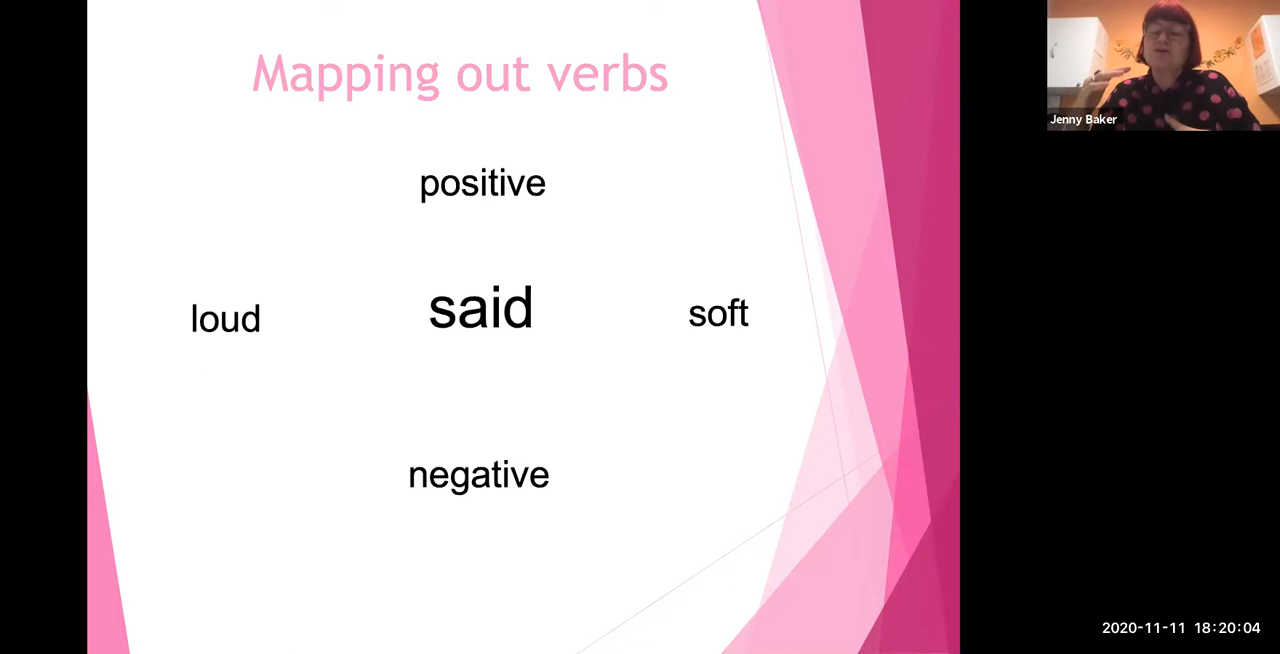 Mapping out verbs
positive
loud said soft
negative
Jenny Baker
2020-11-11 18:20:04